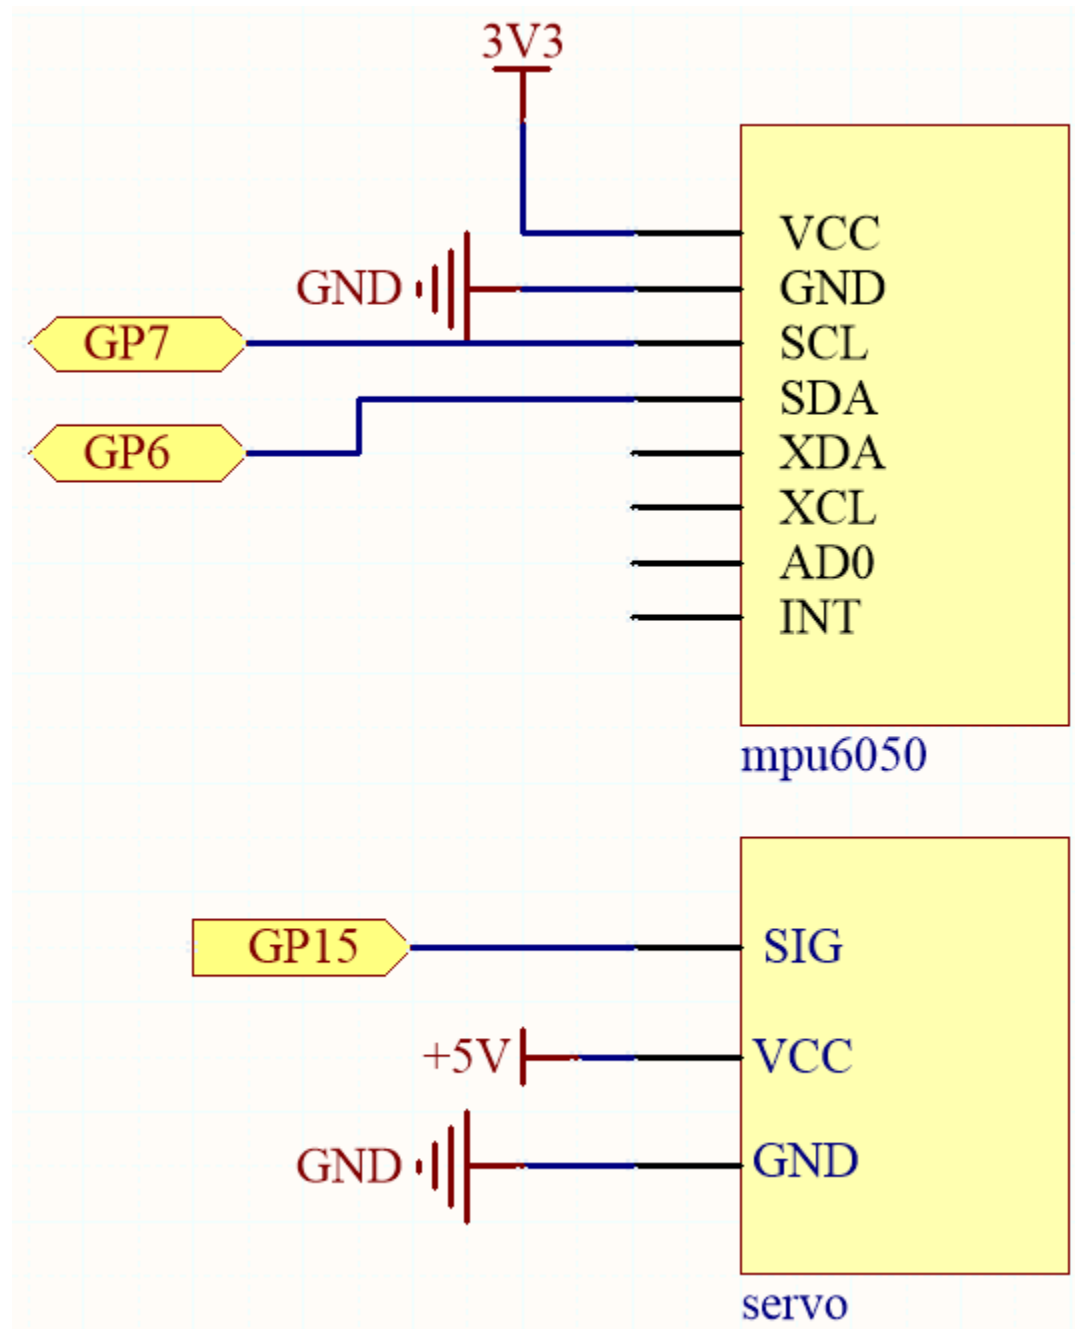 3V3
VCC
GND GND
GP7 SCL
SDA
GP6 XDA
XCL
AD0
INT
mpu6050
GP15 SIG
+5V VCC
GND GND
servo